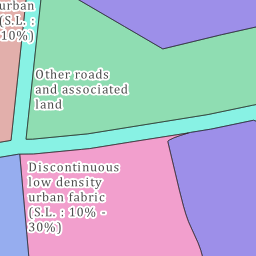 urban
(S.L. :
10%)
Other roads
and associated
land
Discontinuous
low density
urban fabric
(S.L. : 10% -
30%)